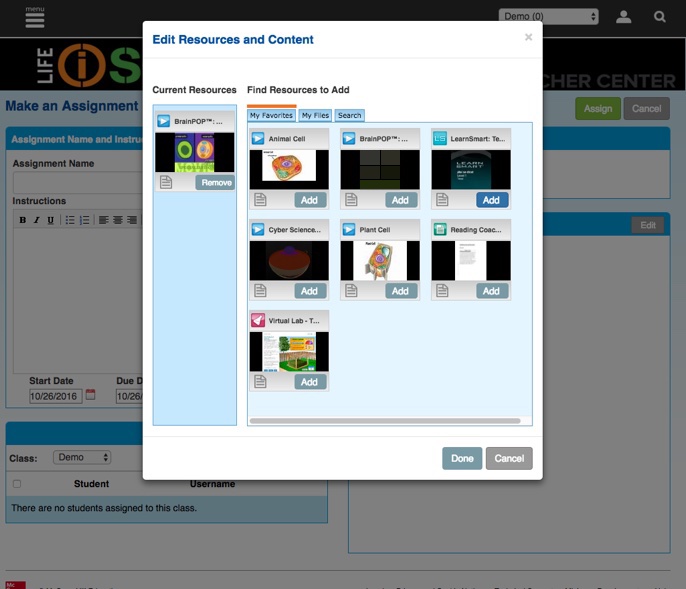 menu
Demo (0)
LIFE
iS
CHER CENTER
Make an Assignment
Assign
Cancel
Assignment Name and Instru
Assignment Name
Instructions
B I U
Start Date
Due D
10/26/2016
10/26/
Edit
Class:
Demo
Student
Username
There are no students assigned to this class.
Edit Resources and Content
×
Current Resources
Find Resources to Add
My Favorites
My Files
Search
BrainPOP™: ...
Remove
Animal Cell
Add
BrainPOP™: ...
Add
LearnSmart: Te...
LS
LEARN
SMART
Add
Cyber Science...
Add
Plant Cell
Add
Reading Coac...
Add
Virtual Lab - T...
Add
Done
Cancel